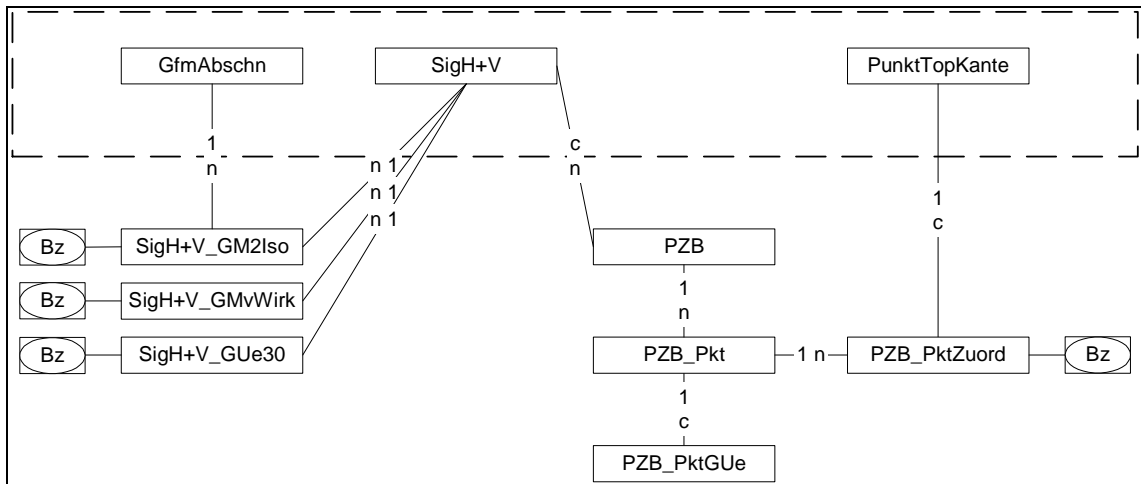 GfmAbschn
SigH+V
PunktTopKante
1
n
c
n
n 1
n 1
n 1
1
c
Bz
SigH+V_GM2Iso
PZB
Bz
SigH+V_GMvWirk
1
n
Bz
SigH+V_GUe30
PZB_Pkt
1 n
PZB_PktZuord
Bz
1
c
PZB_PktGUe